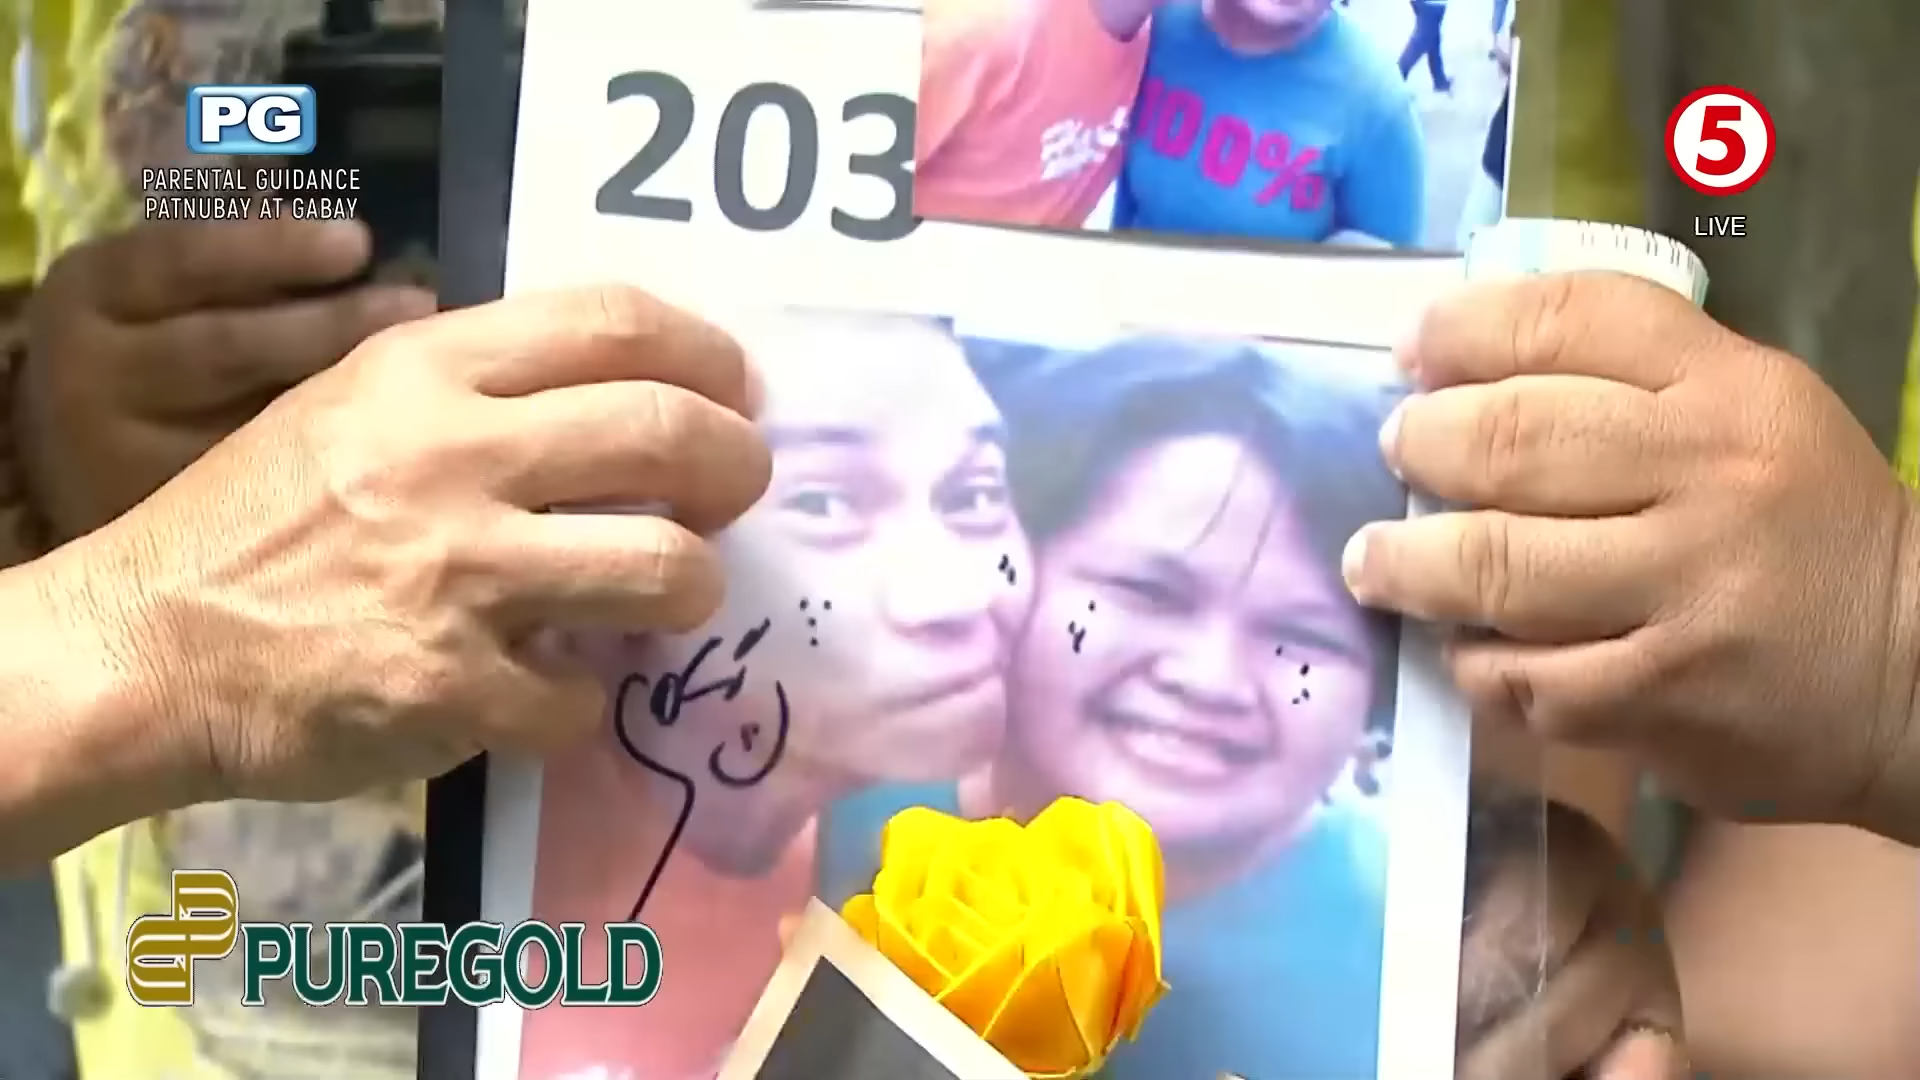 203
100%
PG
PARENTAL GUIDANCE
PATNUBAY AT GABAY
5
LIVE
PUREGOLD